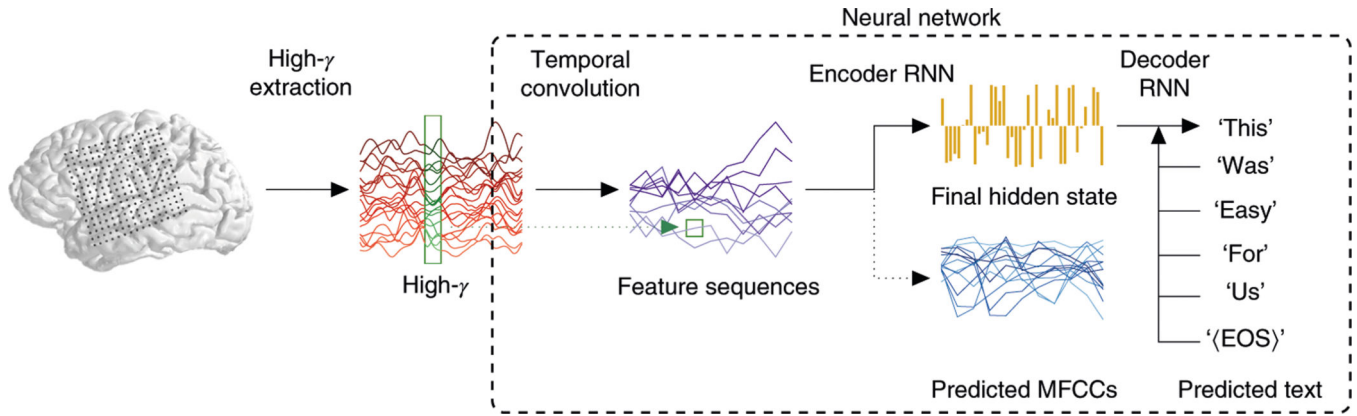 Neural network
High-γ
extraction
Temporal
convolution
Encoder RNN
Decoder
RNN
High-γ
Feature sequences
Final hidden state
Predicted MFCCs
‘This’
‘Was’
‘Easy’
‘For’
‘Us’
‘⟨EOS⟩’
Predicted text